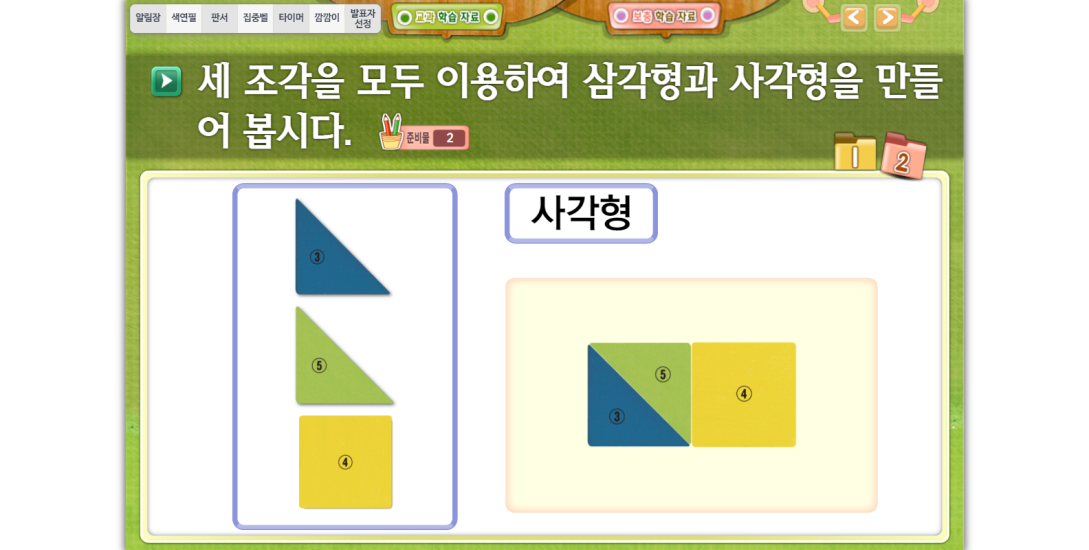 알림장 색연필 판서 집중벨 타이머 깜깜이 발표자 선정
교과 학습 자료
보충 학습 자료
세 조각을 모두 이용하여 삼각형과 사각형을 만들
어 봅시다. 준비물 2
1 2
사각형
③
⑤
④
⑤
④
③